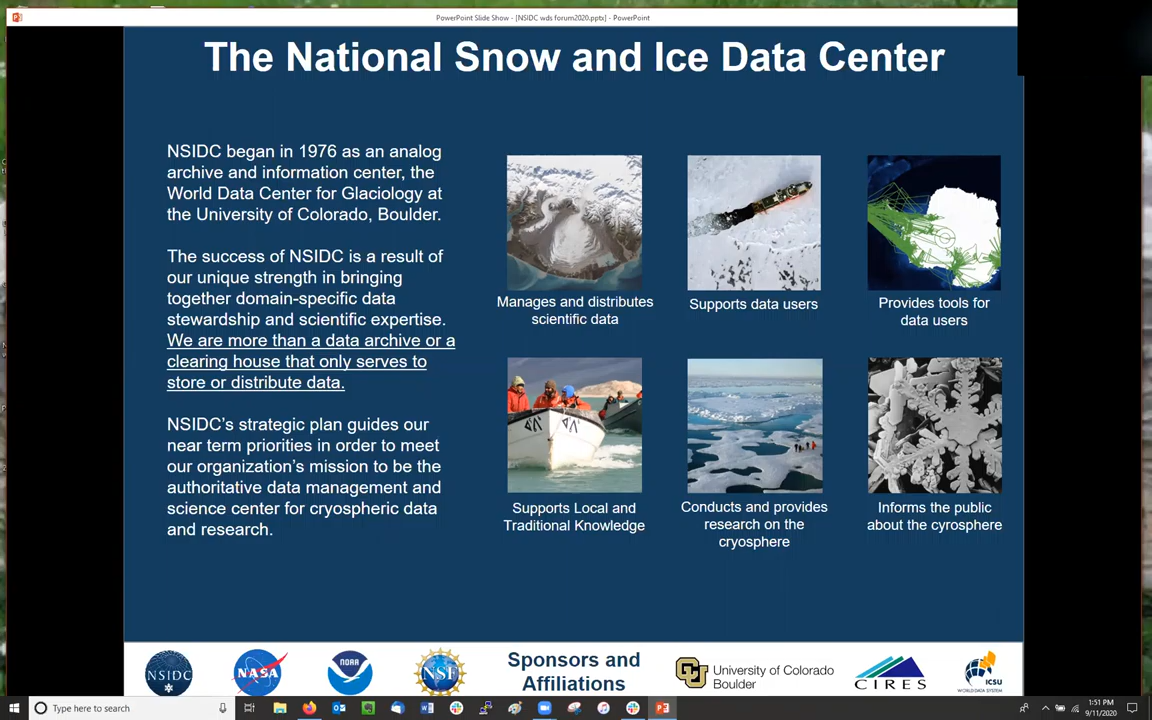 PowerPoint Slide Show - [NSIDC wds forum2020.pptx] - PowerPoint
The National Snow and Ice Data Center
NSIDC began in 1976 as an analog
archive and information center, the
World Data Center for Glaciology at
the University of Colorado, Boulder.
The success of NSIDC is a result of
our unique strength in bringing
together domain-specific data
stewardship and scientific expertise.
We are more than a data archive or a
clearing house that only serves to
store or distribute data.
NSIDC's strategic plan guides our
near term priorities in order to meet
our organization's mission to be the
authoritative data management and
science center for cryospheric data
and research.
Manages and distributes
scientific data
Supports data users
Provides tools for
data users
Supports Local and
Traditional Knowledge
Conducts and provides
research on the
cryosphere
Informs the public
about the cyrosphere
NSIDC
NASA
NOAA
NSF
Sponsors and
Affiliations
CU
University of Colorado
Boulder
CIRES
ICSU
WORLD DATA SYSTEM
Type here to search
1:51 PM
9/11/2020